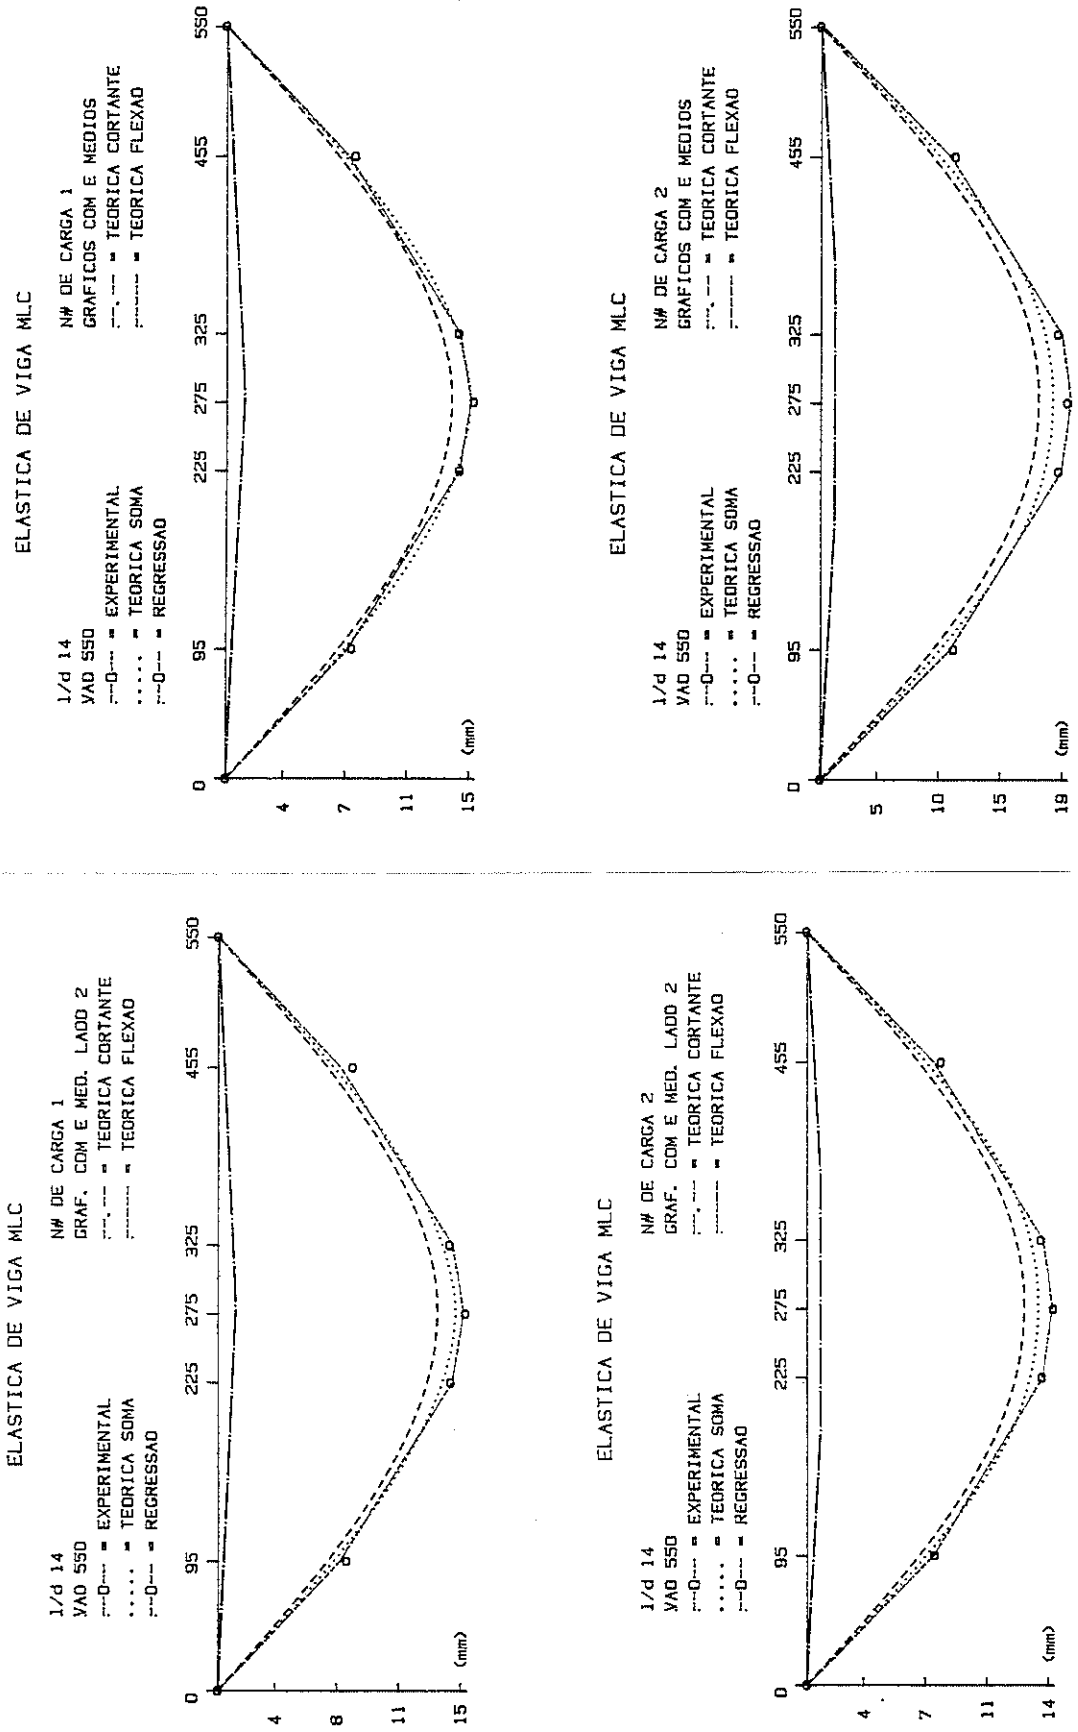 ELASTICA DE VIGA MLC
1/d 14
VAO 550
--O--- = EXPERIMENTAL
..... = TEORICA SOMA
--O-- = REGRESSAO
N# DE CARGA 1
GRAF. COM E MED. LADO 2
--.-- = TEORICA CORTANTE
----- = TEORICA FLEXAO
0 95 225 275 325 455 550
4
8
11
15
(mm)
ELASTICA DE VIGA MLC
1/d 14
VAO 550
--O--- = EXPERIMENTAL
..... = TEORICA SOMA
--O-- = REGRESSAO
N# DE CARGA 1
GRAFICOS COM E MEDIOS
--.-- = TEORICA CORTANTE
----- = TEORICA FLEXAO
0 95 225 275 325 455 550
4
7
11
15
(mm)
ELASTICA DE VIGA MLC
1/d 14
VAO 550
--O--- = EXPERIMENTAL
..... = TEORICA SOMA
--O-- = REGRESSAO
N# DE CARGA 2
GRAF. COM E MED. LADO 2
--.-- = TEORICA CORTANTE
----- = TEORICA FLEXAO
0 95 225 275 325 455 550
4
7
11
14
(mm)
ELASTICA DE VIGA MLC
1/d 14
VAO 550
--O--- = EXPERIMENTAL
..... = TEORICA SOMA
--O-- = REGRESSAO
N# DE CARGA 2
GRAFICOS COM E MEDIOS
--.-- = TEORICA CORTANTE
----- = TEORICA FLEXAO
0 95 225 275 325 455 550
5
10
15
19
(mm)